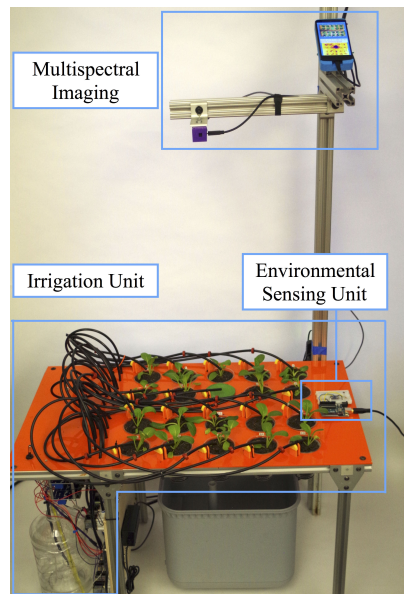 Multispectral
Imaging
Irrigation Unit
Environmental
Sensing Unit